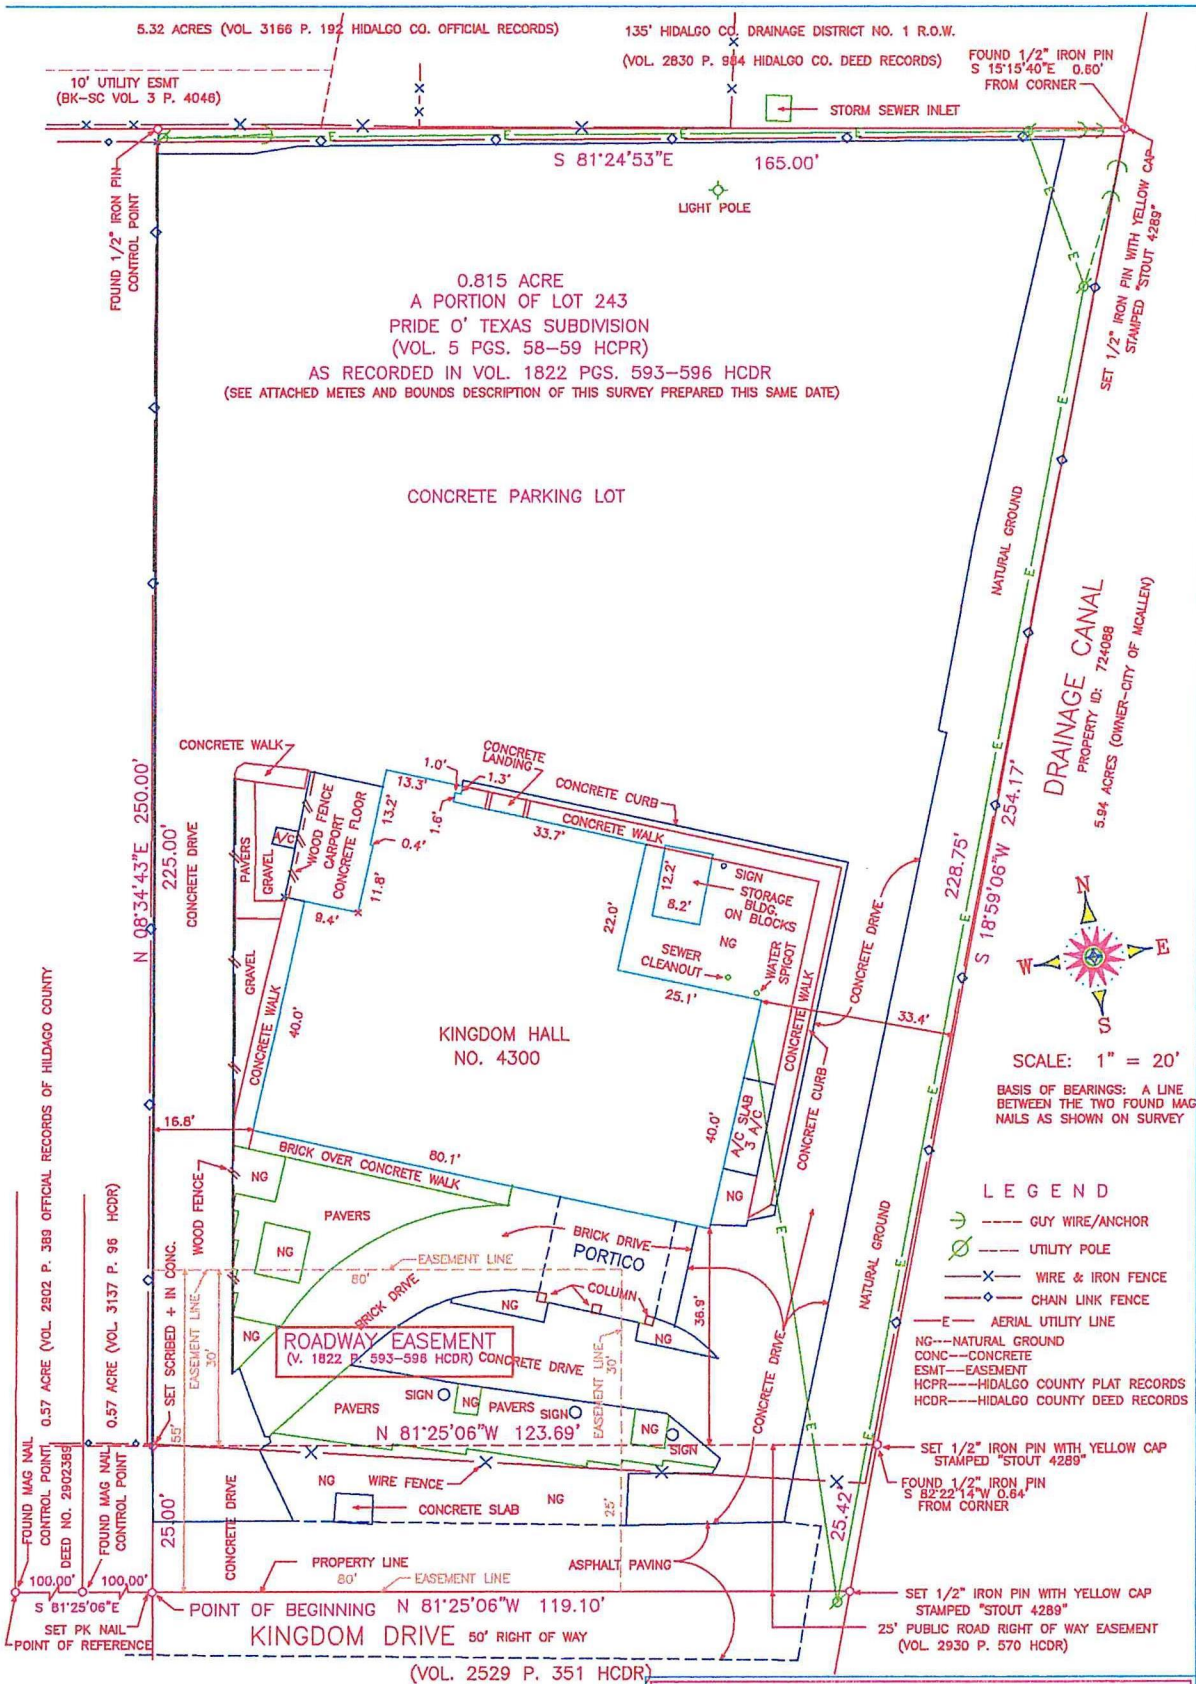 5.32 ACRES (VOL. 3166 P. 192 HIDALGO CO. OFFICIAL RECORDS)
135' HIDALGO CO. DRAINAGE DISTRICT NO. 1 R.O.W.
(VOL. 2830 P. 984 HIDALGO CO. DEED RECORDS)
FOUND 1/2" IRON PIN
S 15°15'40"E 0.60'
FROM CORNER
10' UTILITY ESMT
(BK-SC VOL. 3 P. 4046)
STORM SEWER INLET
S 81°24'53"E 165.00'
LIGHT POLE
FOUND 1/2" IRON PIN
CONTROL POINT
SET 1/2" IRON PIN WITH YELLOW CAP
STAMPED "STOUT 4289"
0.815 ACRE
A PORTION OF LOT 243
PRIDE O' TEXAS SUBDIVISION
(VOL. 5 PGS. 58-59 HCPR)
AS RECORDED IN VOL. 1822 PGS. 593-596 HCDR
(SEE ATTACHED METES AND BOUNDS DESCRIPTION OF THIS SURVEY PREPARED THIS SAME DATE)
CONCRETE PARKING LOT
NATURAL GROUND
DRAINAGE CANAL
PROPERTY ID: 724088
5.94 ACRES (OWNER-CITY OF MCALLEN)
N 08°34'43"E 250.00'
225.00'
CONCRETE DRIVE
CONCRETE WALK
PAVERS
GRAVEL
A/C
WOOD FENCE
CARPORT
CONCRETE FLOOR
13.3'
13.2'
1.0'
1.3'
1.6'
0.4'
11.8'
9.4'
CONCRETE
LANDING
CONCRETE CURB
CONCRETE WALK
33.7'
12.2'
8.2'
SIGN
STORAGE
BLDG.
ON BLOCKS
22.0'
NG
SEWER
CLEANOUT
WATER
SPIGOT
25.1'
CONCRETE WALK
CONCRETE DRIVE
228.75'
S 18°59'06"W 254.17'
33.4'
N
E
W
S
SCALE: 1" = 20'
BASIS OF BEARINGS: A LINE
BETWEEN THE TWO FOUND MAG
NAILS AS SHOWN ON SURVEY
GRAVEL
CONCRETE WALK
40.0'
KINGDOM HALL
NO. 4300
40.0'
A/C SLAB
3 A/C
NG
CONCRETE CURB
16.8'
BRICK OVER CONCRETE WALK
80.1'
WOOD FENCE
NG
PAVERS
NG
BRICK DRIVE
PORTICO
EASEMENT LINE
80'
BRICK DRIVE
COLUMN
NG
NG
36.9'
NATURAL GROUND
LEGEND
GUY WIRE/ANCHOR
UTILITY POLE
WIRE & IRON FENCE
CHAIN LINK FENCE
E AERIAL UTILITY LINE
NG---NATURAL GROUND
CONC---CONCRETE
ESMT---EASEMENT
HCPR---HIDALGO COUNTY PLAT RECORDS
HCDR---HIDALGO COUNTY DEED RECORDS
0.57 ACRE (VOL. 2902 P. 389 OFFICIAL RECORDS OF HILDAGO COUNTY
DEED NO. 2902389
0.57 ACRE (VOL 3137 P. 96 HCDR)
SET SCRIBED + IN CONC.
EASEMENT LINE
30'
55'
NG
ROADWAY EASEMENT
(V. 1822 P. 593-596 HCDR)
CONCRETE DRIVE
EASEMENT LINE
30'
CONCRETE DRIVE
SIGN
NG
PAVERS
PAVERS
SIGN
NG
SIGN
N 81°25'06"W 123.69'
SET 1/2" IRON PIN WITH YELLOW CAP
STAMPED "STOUT 4289"
FOUND 1/2" IRON PIN
S 82°22'14"W 0.64'
FROM CORNER
FOUND MAG NAIL
CONTROL POINT
FOUND MAG NAIL
CONTROL POINT
25.00'
CONCRETE DRIVE
NG
WIRE FENCE
CONCRETE SLAB
NG
25'
25.42'
ASPHALT PAVING
PROPERTY LINE
80'
EASEMENT LINE
100.00'
100.00'
S 81°25'06"E
SET PK NAIL
POINT OF REFERENCE
POINT OF BEGINNING
N 81°25'06"W 119.10'
SET 1/2" IRON PIN WITH YELLOW CAP
STAMPED "STOUT 4289"
25' PUBLIC ROAD RIGHT OF WAY EASEMENT
(VOL. 2930 P. 570 HCDR)
KINGDOM DRIVE 50' RIGHT OF WAY
(VOL. 2529 P. 351 HCDR)